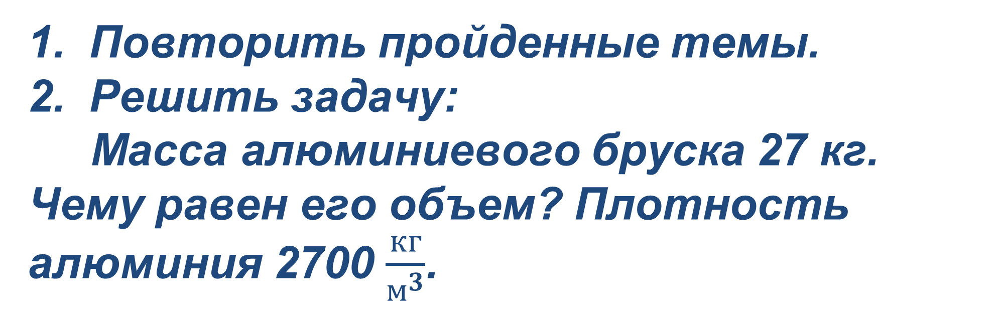 1. Повторить пройденные темы.
2. Решить задачу:
Масса алюминиевого бруска 27 кг.
Чему равен его объем? Плотность
алюминия 2700 кг/м³.